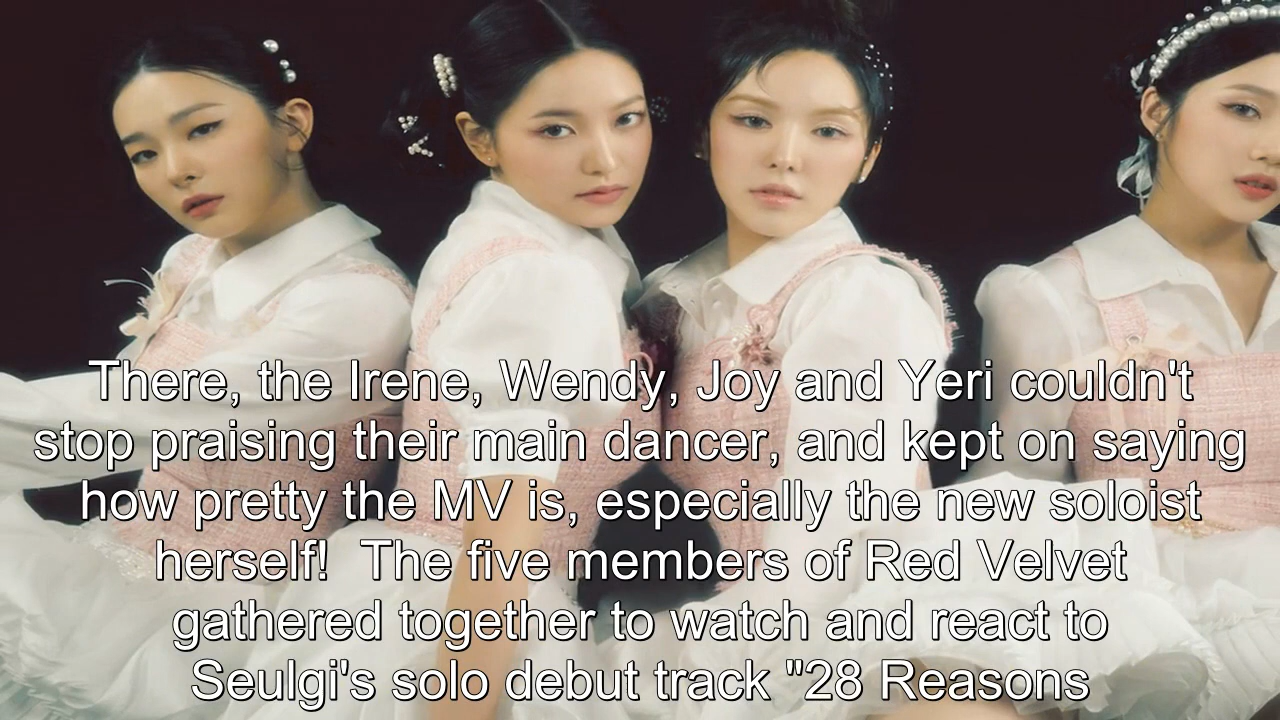 There, the Irene, Wendy, Joy and Yeri couldn't
stop praising their main dancer, and kept on saying
how pretty the MV is, especially the new soloist
herself!  The five members of Red Velvet
gathered together to watch and react to
Seulgi's solo debut track "28 Reasons